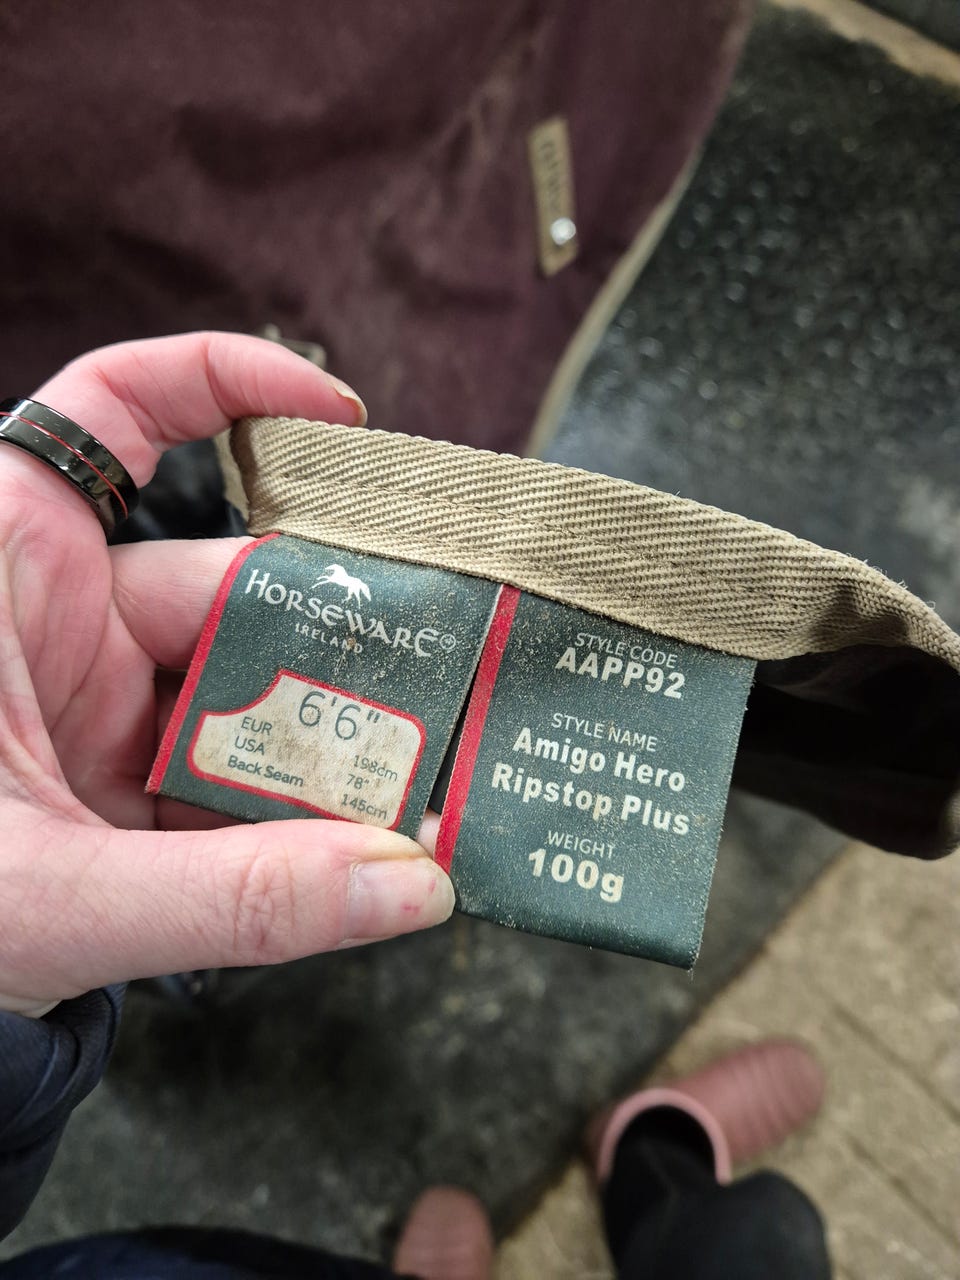 HORSEWARE®
IRELAND
6'6"
EUR 198cm
USA 78"
Back Seam 145cm
STYLE CODE
AAPP92
STYLE NAME
Amigo Hero
Ripstop Plus
WEIGHT
100g